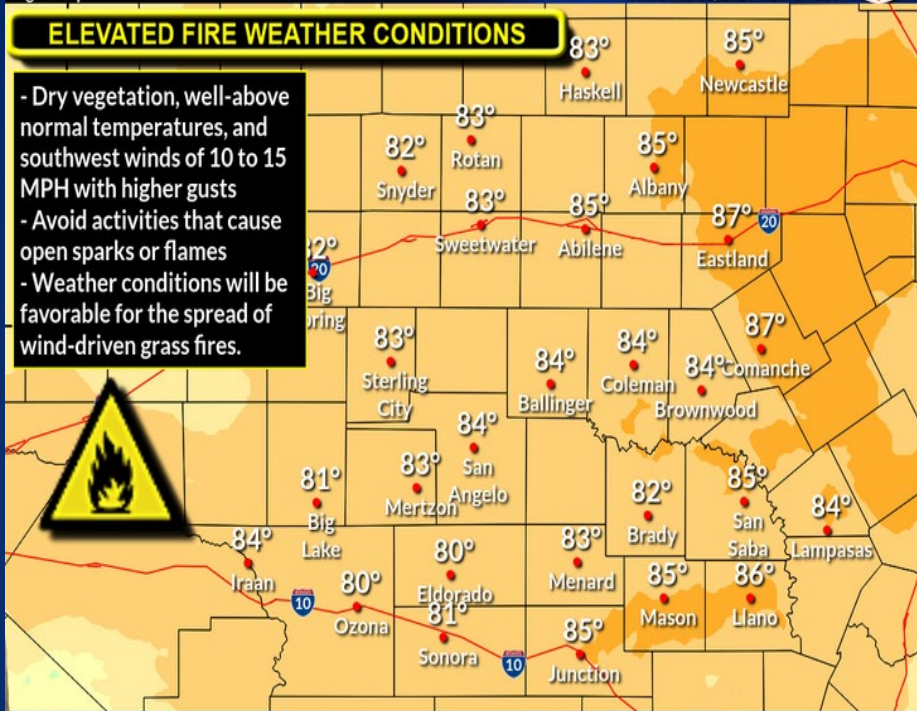 ELEVATED FIRE WEATHER CONDITIONS
- Dry vegetation, well-above
normal temperatures, and
southwest winds of 10 to 15
MPH with higher gusts
- Avoid activities that cause
open sparks or flames
- Weather conditions will be
favorable for the spread of
wind-driven grass fires.
83°
Haskell
85°
Newcastle
83°
Rotan
82°
Snyder
85°
Albany
83°
Sweetwater
85°
Abilene
87°
Eastland
20
82°
20
Big
83°
Sterling
City
84°
Ballinger
84°
Coleman
84°
Brownwood
87°
Comanche
84°
San
Angelo
83°
Mertzon
81°
Big
Lake
82°
Brady
85°
San
Saba
84°
Lampasas
84°
Iraan
10
80°
Ozona
80°
Eldorado
81°
Sonora
10
83°
Menard
85°
Junction
85°
Mason
86°
Llano